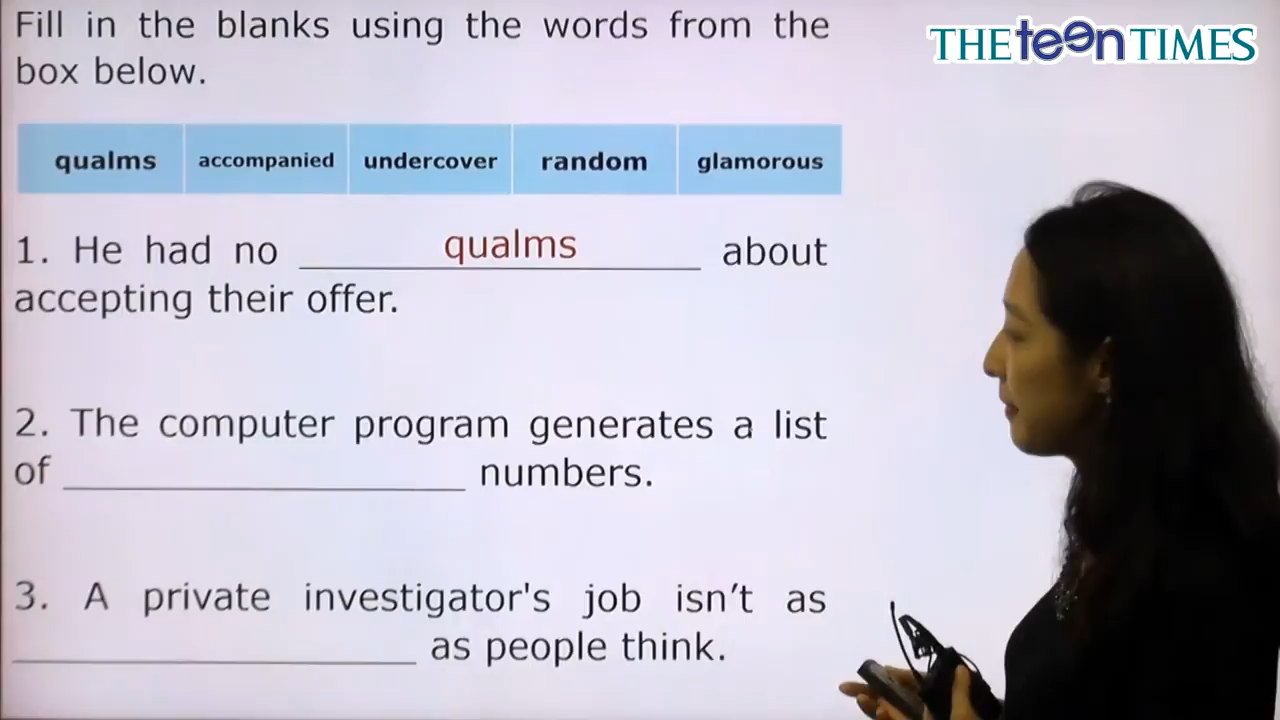 Fill in the blanks using the words from the
box below.
THE teen TIMES
qualms accompanied undercover random glamorous
1. He had no qualms about
accepting their offer.
2. The computer program generates a list
of ____________ numbers.
3. A private investigator's job isn’t as
____________ as people think.